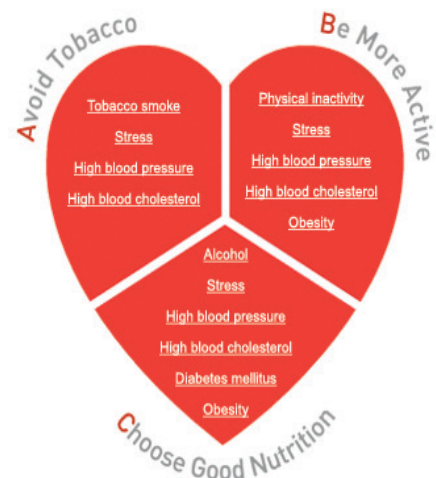 Avoid Tobacco
Tobacco smoke
Stress
High blood pressure
High blood cholesterol
Be More Active
Physical inactivity
Stress
High blood pressure
High blood cholesterol
Obesity
Alcohol
Stress
High blood pressure
High blood cholesterol
Diabetes mellitus
Obesity
Choose Good Nutrition